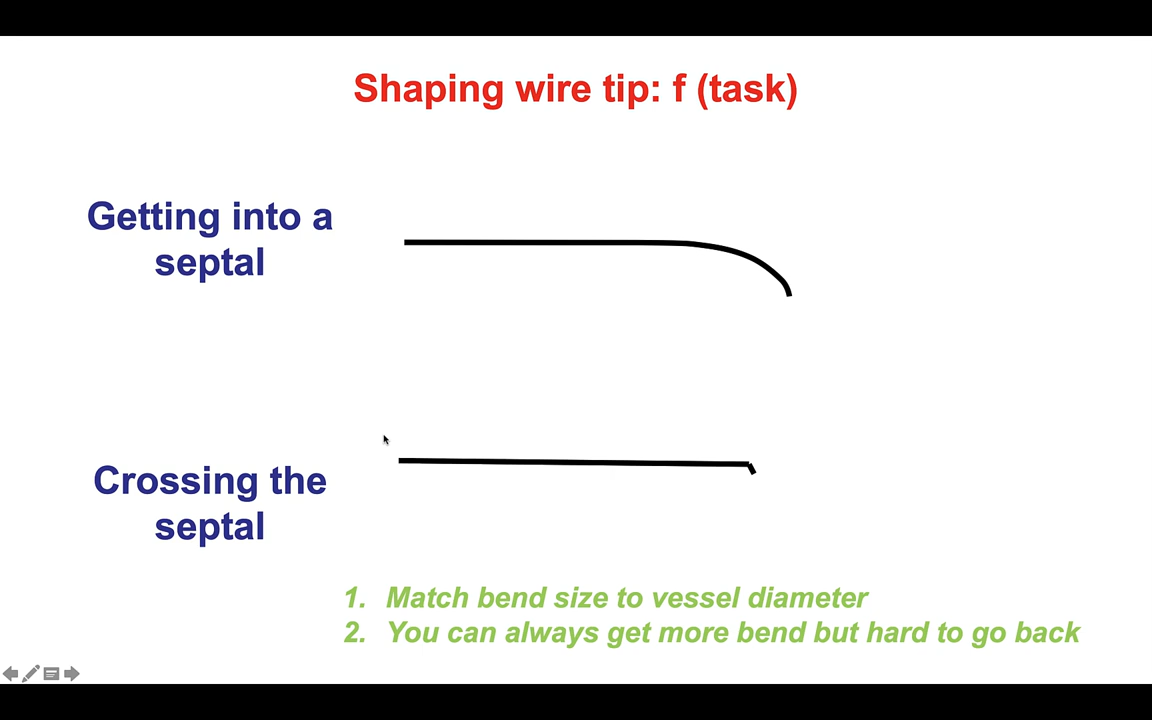 Shaping wire tip: f (task)
Getting into a
septal
Crossing the
septal
1. Match bend size to vessel diameter
2. You can always get more bend but hard to go back